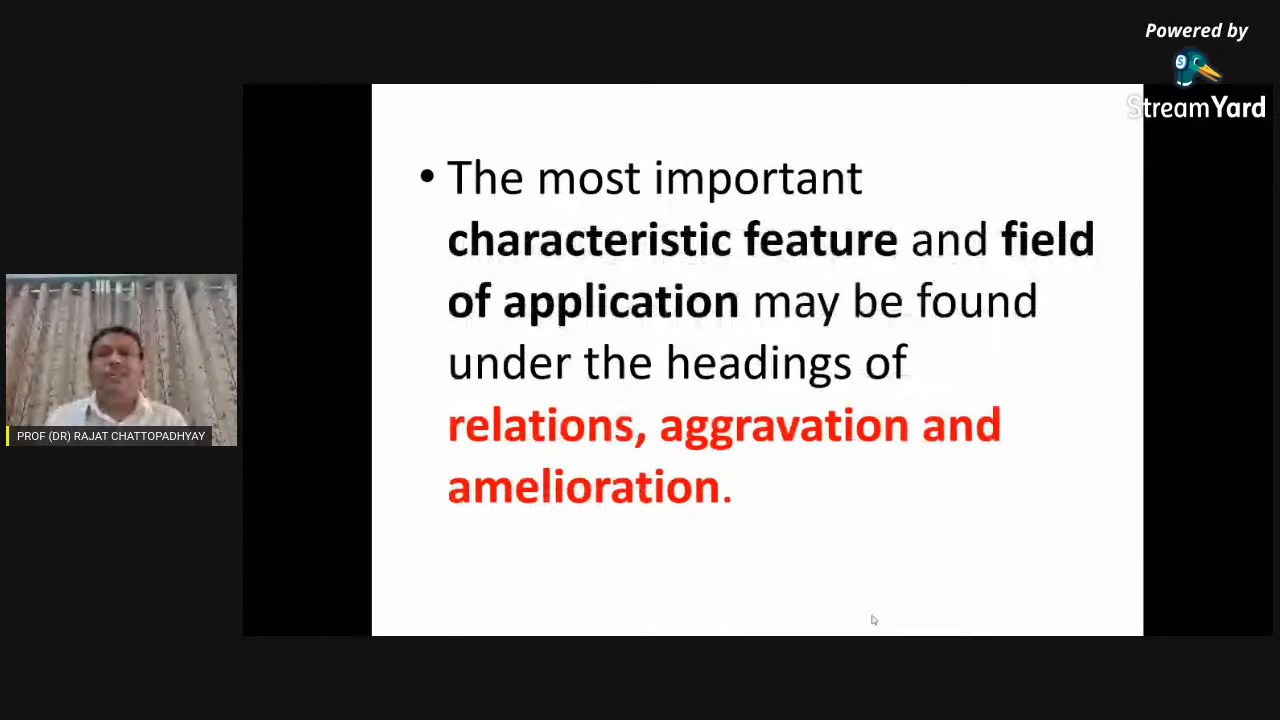 Powered by
StreamYard
• The most important
characteristic feature and field
of application may be found
under the headings of
relations, aggravation and
amelioration.
PROF (DR) RAJAT CHATTOPADHYAY